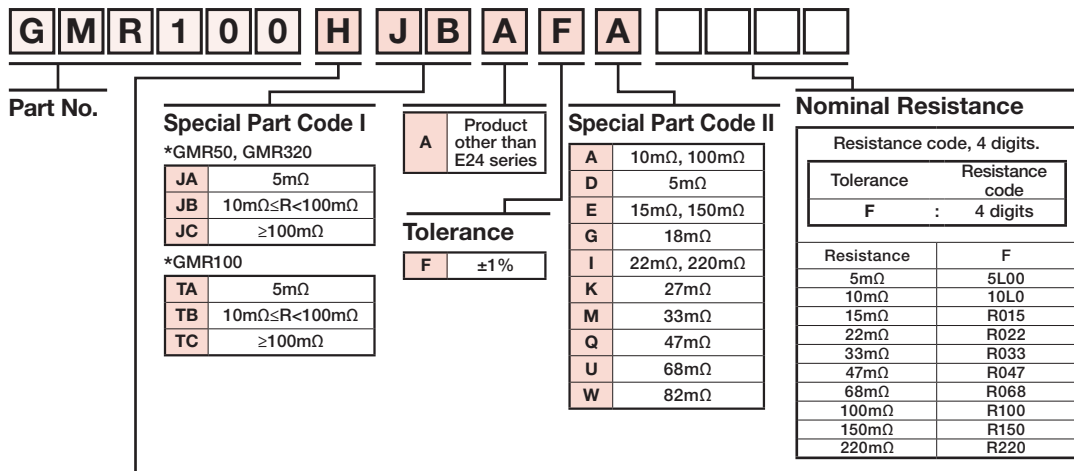 GMR100 H JB A F A
Part No.
Special Part Code I
*GMR50, GMR320
JA 5mΩ
JB 10mΩ≤R<100mΩ
JC ≥100mΩ
*GMR100
TA 5mΩ
TB 10mΩ≤R<100mΩ
TC ≥100mΩ
A Product other than E24 series
Tolerance
F ±1%
Special Part Code II
A 10mΩ, 100mΩ
D 5mΩ
E 15mΩ, 150mΩ
G 18mΩ
I 22mΩ, 220mΩ
K 27mΩ
M 33mΩ
Q 47mΩ
U 68mΩ
W 82mΩ
Nominal Resistance
Resistance code, 4 digits.
Tolerance Resistance code
F : 4 digits
Resistance F
5mΩ 5L00
10mΩ 10L0
15mΩ R015
22mΩ R022
33mΩ R033
47mΩ R047
68mΩ R068
100mΩ R100
150mΩ R150
220mΩ R220